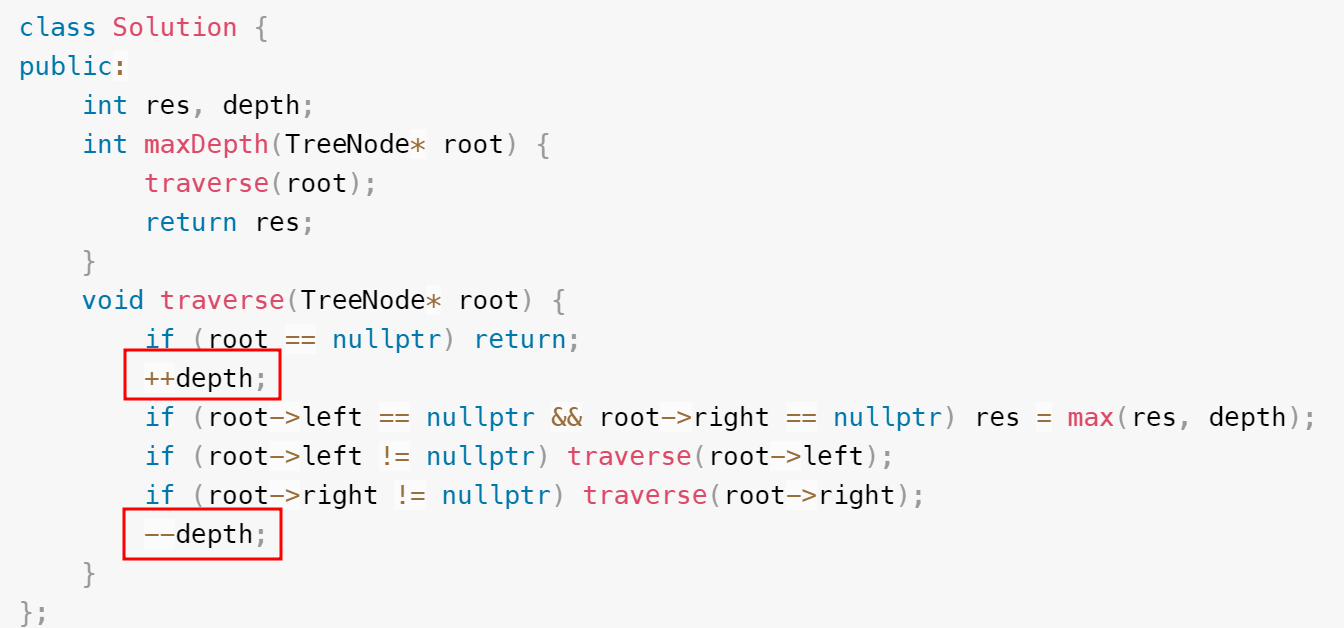 class Solution {
public:
    int res, depth;
    int maxDepth(TreeNode* root) {
        traverse(root);
        return res;
    }
    void traverse(TreeNode* root) {
        if (root == nullptr) return;
        ++depth;
        if (root->left == nullptr && root->right == nullptr) res = max(res, depth);
        if (root->left != nullptr) traverse(root->left);
        if (root->right != nullptr) traverse(root->right);
        --depth;
    }
};